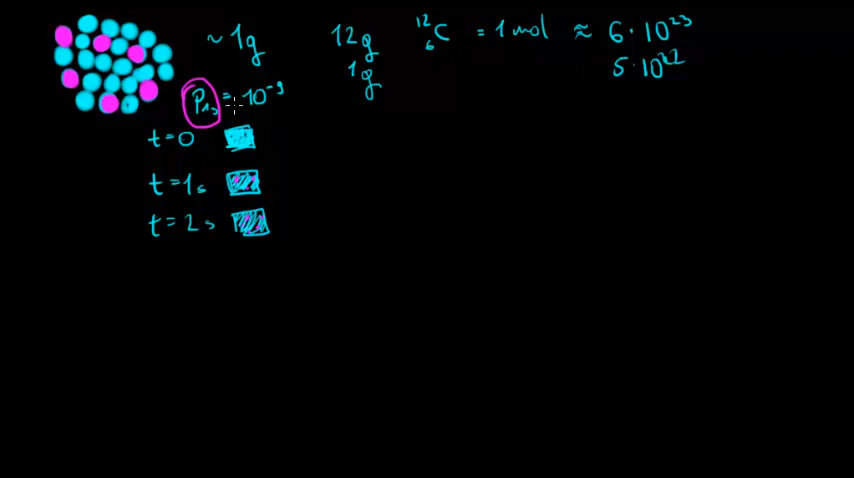 ~ 1g 12g ¹²₆C = 1 mol ≈ 6 · 10²³
1g 5 · 10²²
P₁ₛ = 10⁻⁹
t = 0
t = 1s
t = 2s